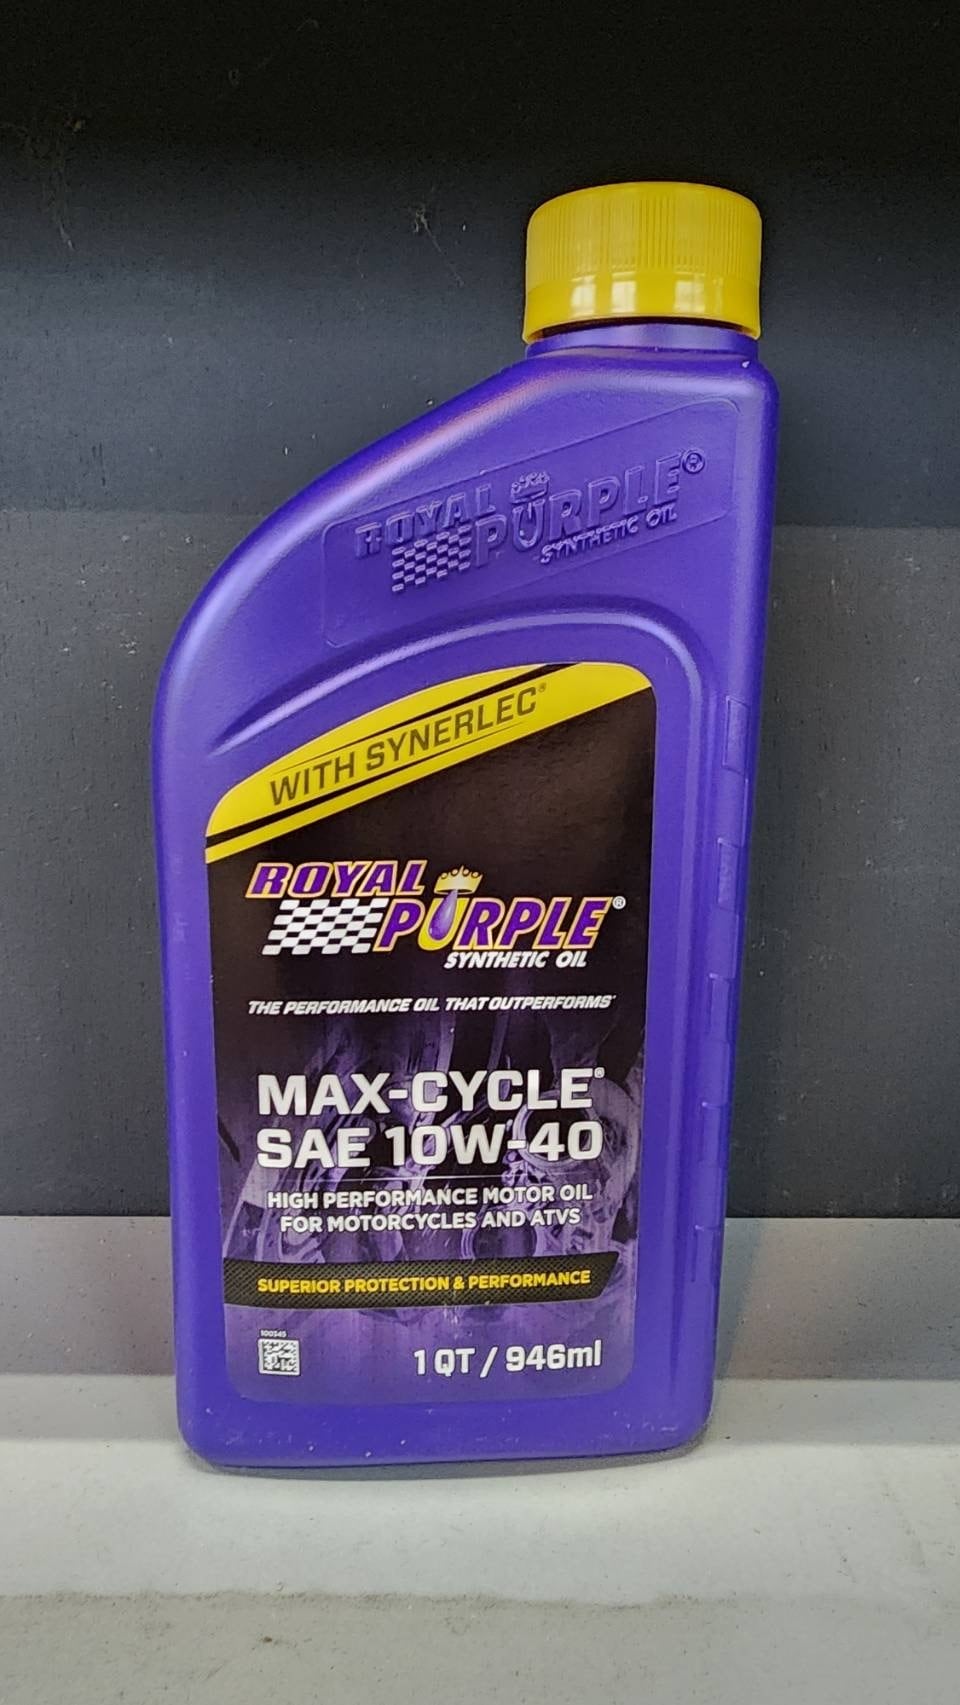 ROYAL
PURPLE®
SYNTHETIC OIL
WITH SYNERLEC®
ROYAL
PURPLE®
SYNTHETIC OIL
THE PERFORMANCE OIL THAT OUTPERFORMS
MAX-CYCLE®
SAE 10W-40
HIGH PERFORMANCE MOTOR OIL
FOR MOTORCYCLES AND ATVS
SUPERIOR PROTECTION & PERFORMANCE
100345
1 QT / 946ml